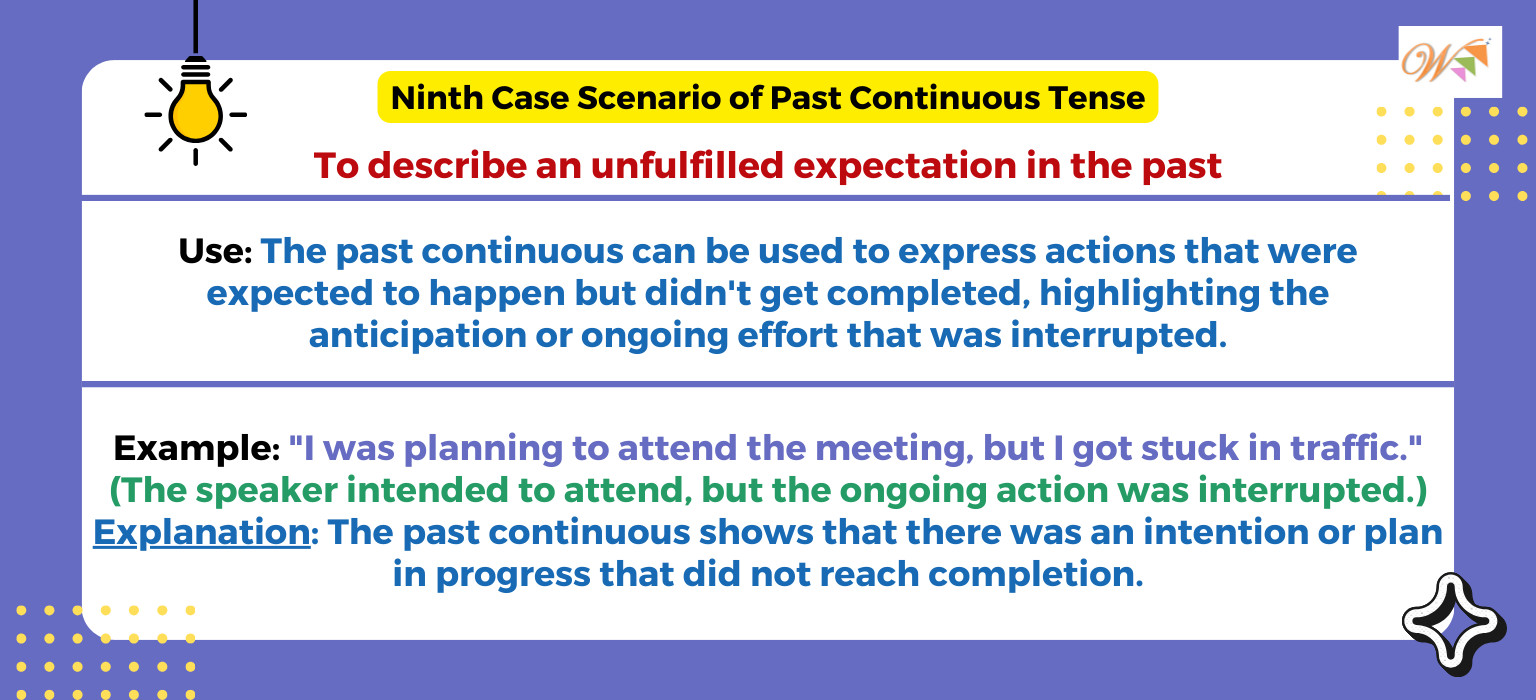 W
Ninth Case Scenario of Past Continuous Tense
To describe an unfulfilled expectation in the past
Use: The past continuous can be used to express actions that were
expected to happen but didn't get completed, highlighting the
anticipation or ongoing effort that was interrupted.
Example: "I was planning to attend the meeting, but I got stuck in traffic."
(The speaker intended to attend, but the ongoing action was interrupted.)
Explanation: The past continuous shows that there was an intention or plan
in progress that did not reach completion.